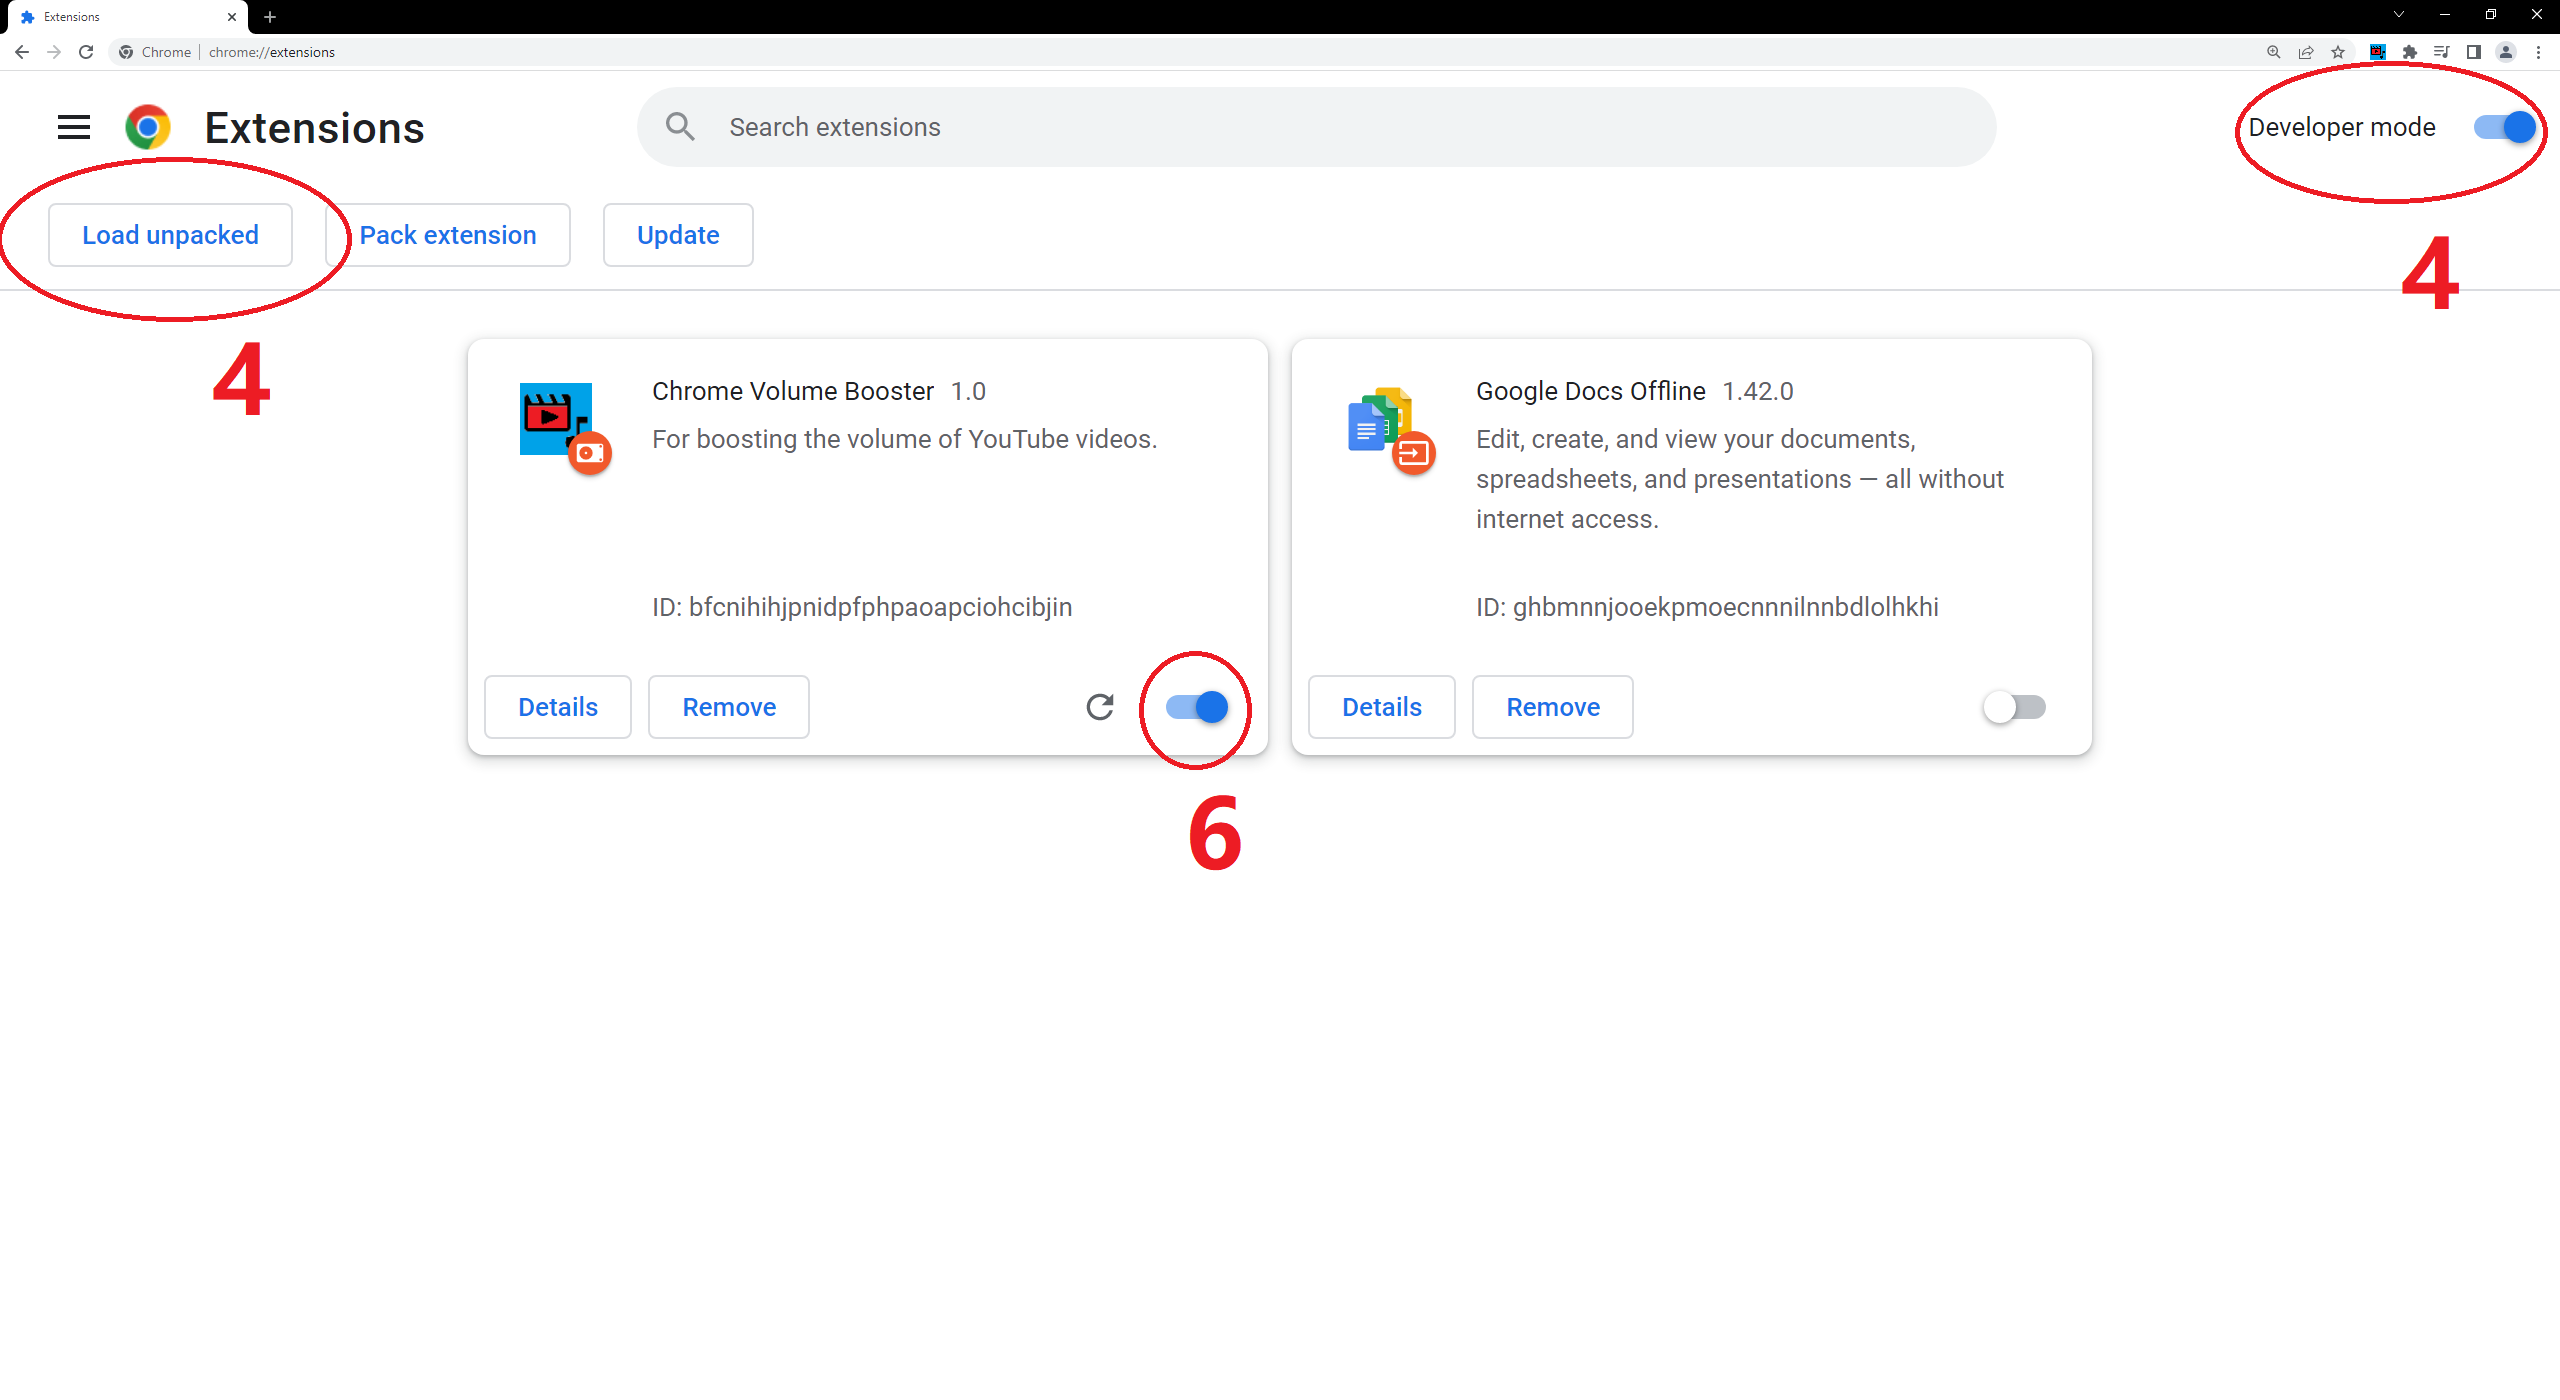 Extensions
Chrome | chrome://extensions
Extensions
Search extensions
Developer mode
Load unpacked
Pack extension
Update
4
4
Chrome Volume Booster 1.0
For boosting the volume of YouTube videos.
ID: bfcnihihjpnidpfphpaoapciohcibjin
Details
Remove
Google Docs Offline 1.42.0
Edit, create, and view your documents,
spreadsheets, and presentations — all without
internet access.
ID: ghbmnnjooekpmoecnnnilnnbdlolhkhi
Details
Remove
6